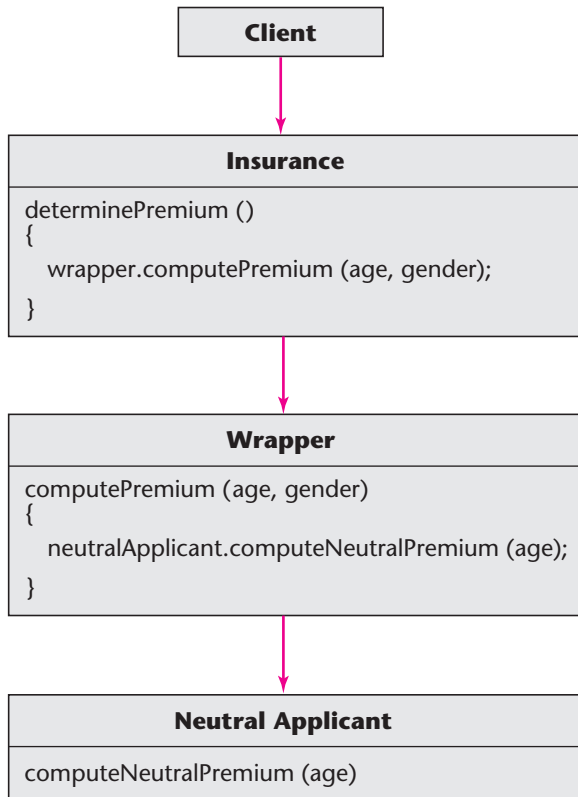 Client
Insurance
determinePremium ()
{
wrapper.computePremium (age, gender);
}
Wrapper
computePremium (age, gender)
{
neutralApplicant.computeNeutralPremium (age);
}
Neutral Applicant
computeNeutralPremium (age)